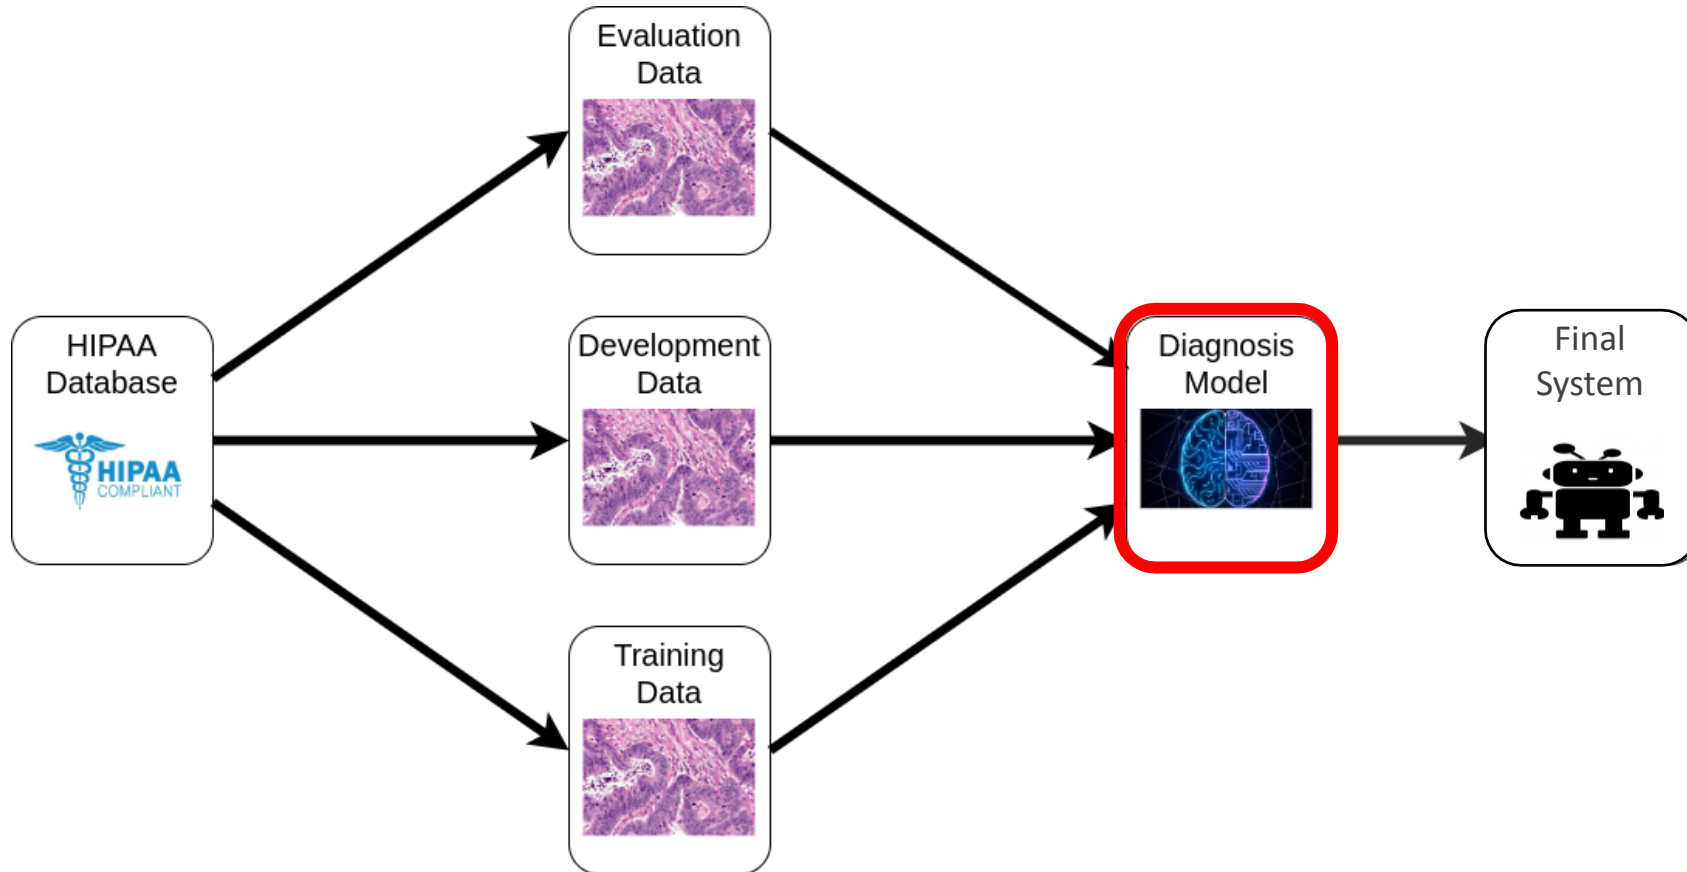 Evaluation
Data
HIPAA
Database
HIPAA
COMPLIANT
Development
Data
Training
Data
Diagnosis
Model
Final
System